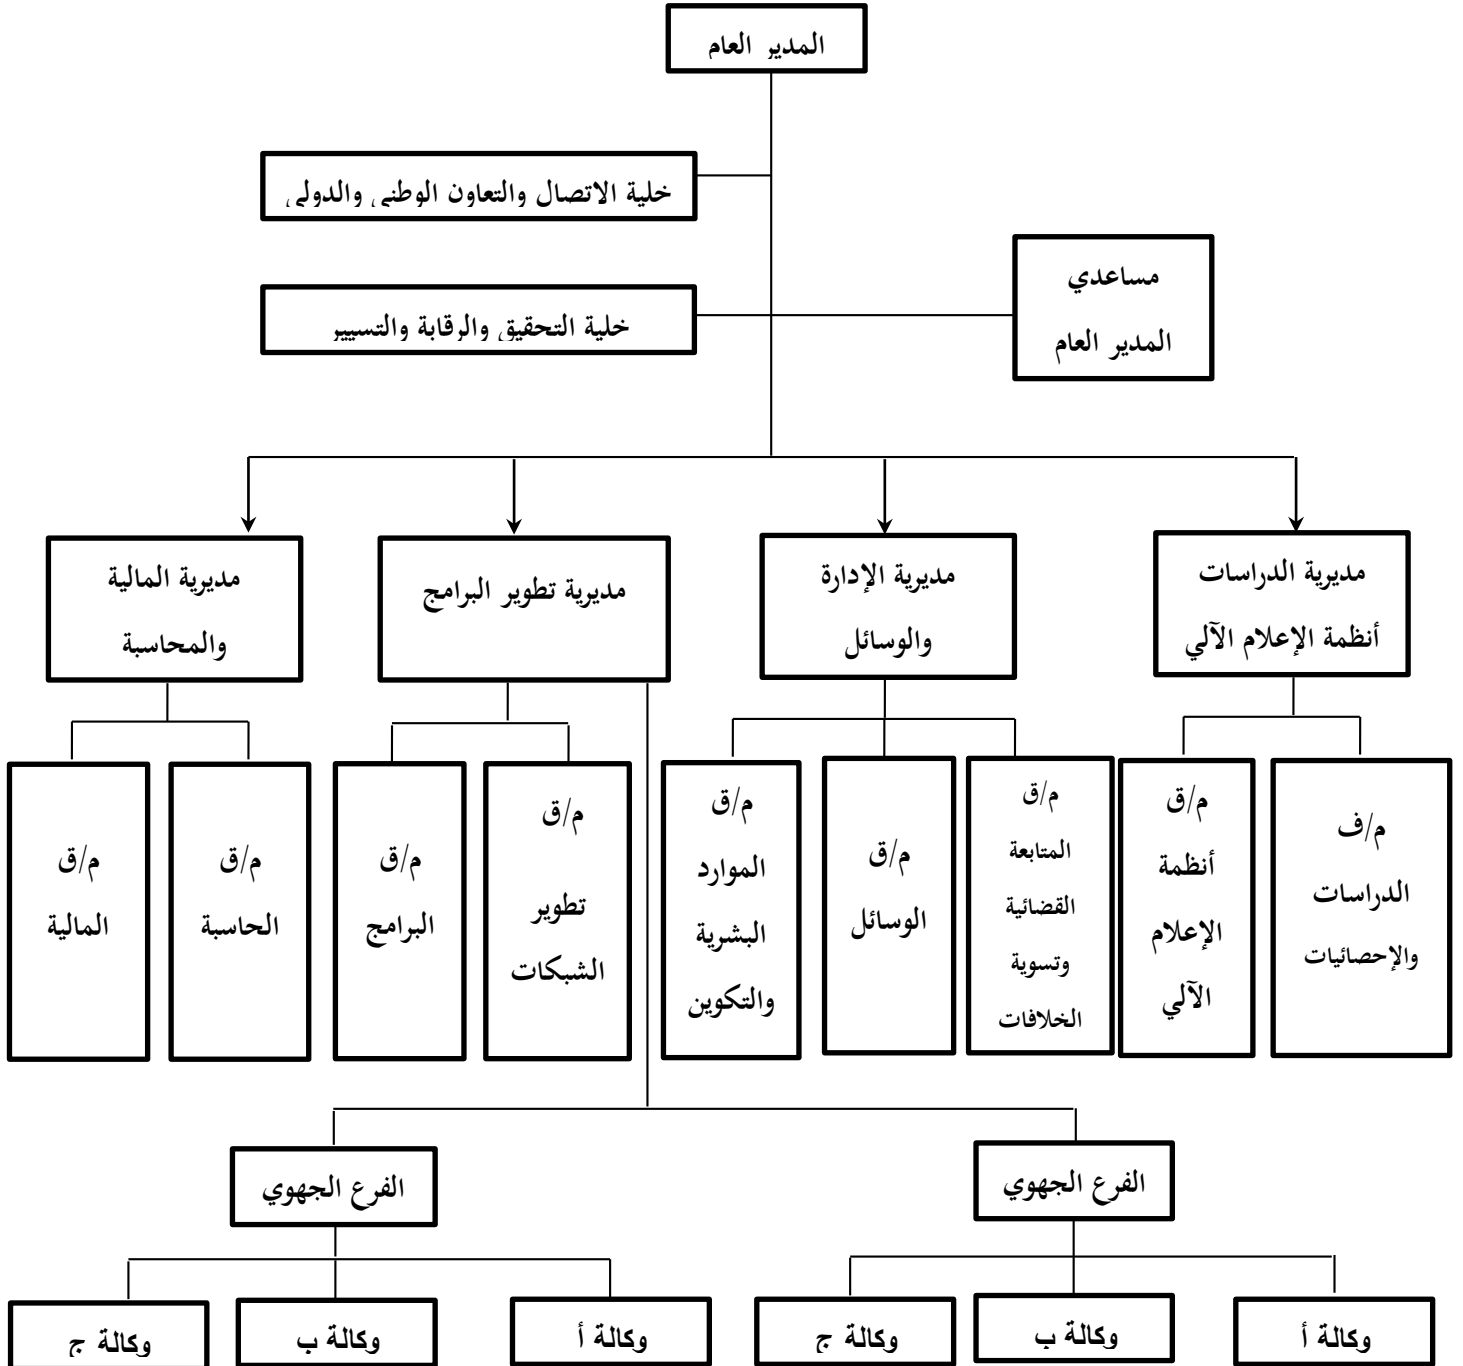 المدير العام
خلية الاتصال والتعاون الوطني والدولي
مساعدي
المدير العام
خلية التحقيق والرقابة والتسيير
مديرية الدراسات
أنظمة الإعلام الآلي
مديرية الإدارة
والوسائل
مديرية تطوير البرامج
مديرية المالية
والمحاسبة
م/ف
الدراسات
والإحصائيات
م/ق
أنظمة
الإعلام
الآلي
م/ق
المتابعة
القضائية
وتسوية
الخلافات
م/ق
الوسائل
م/ق
الموارد
البشرية
والتكوين
م/ق
تطوير
الشبكات
م/ق
البرامج
م/ق
الحاسبة
م/ق
المالية
الفرع الجهوي
الفرع الجهوي
وكالة أ
وكالة ب
وكالة ج
وكالة أ
وكالة ب
وكالة ج